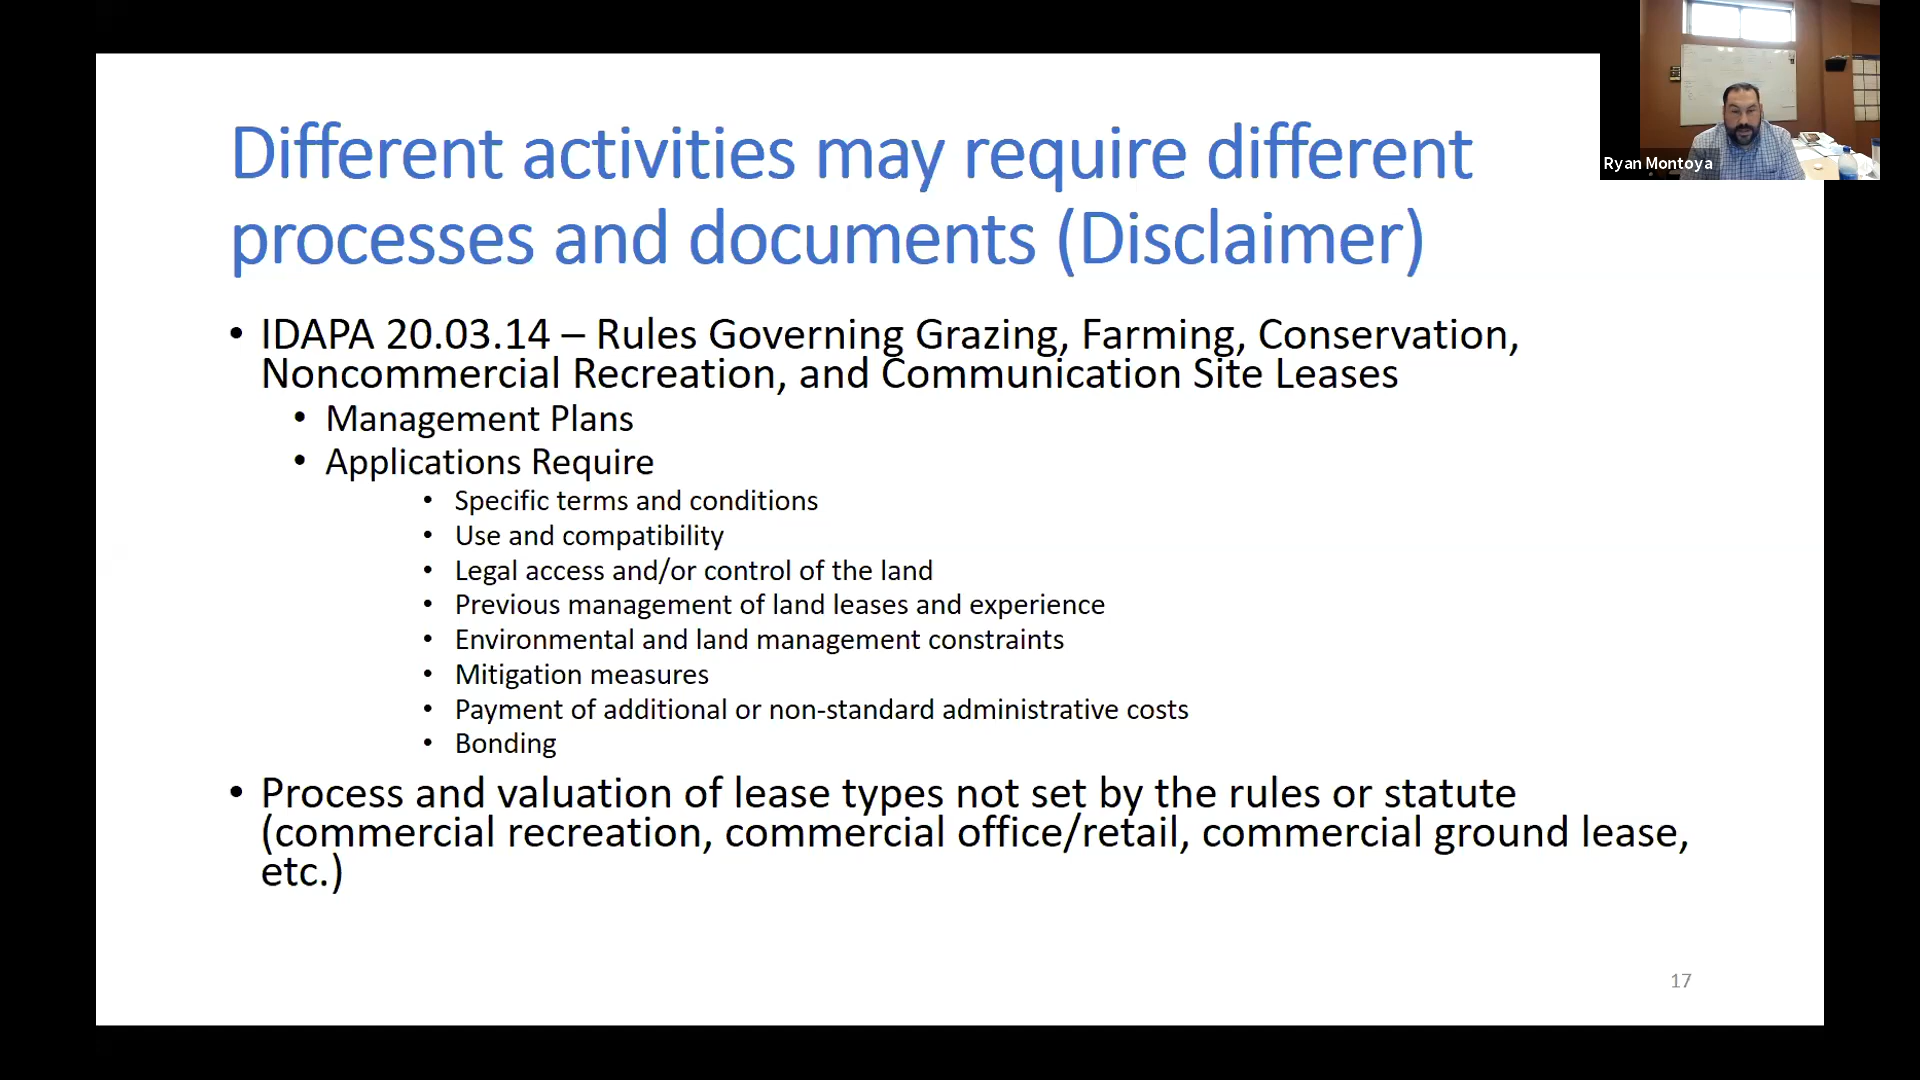 Different activities may require different
processes and documents (Disclaimer)
• IDAPA 20.03.14 – Rules Governing Grazing, Farming, Conservation,
Noncommercial Recreation, and Communication Site Leases
• Management Plans
• Applications Require
• Specific terms and conditions
• Use and compatibility
• Legal access and/or control of the land
• Previous management of land leases and experience
• Environmental and land management constraints
• Mitigation measures
• Payment of additional or non-standard administrative costs
• Bonding
• Process and valuation of lease types not set by the rules or statute
(commercial recreation, commercial office/retail, commercial ground lease,
etc.)
17
Ryan Montoya